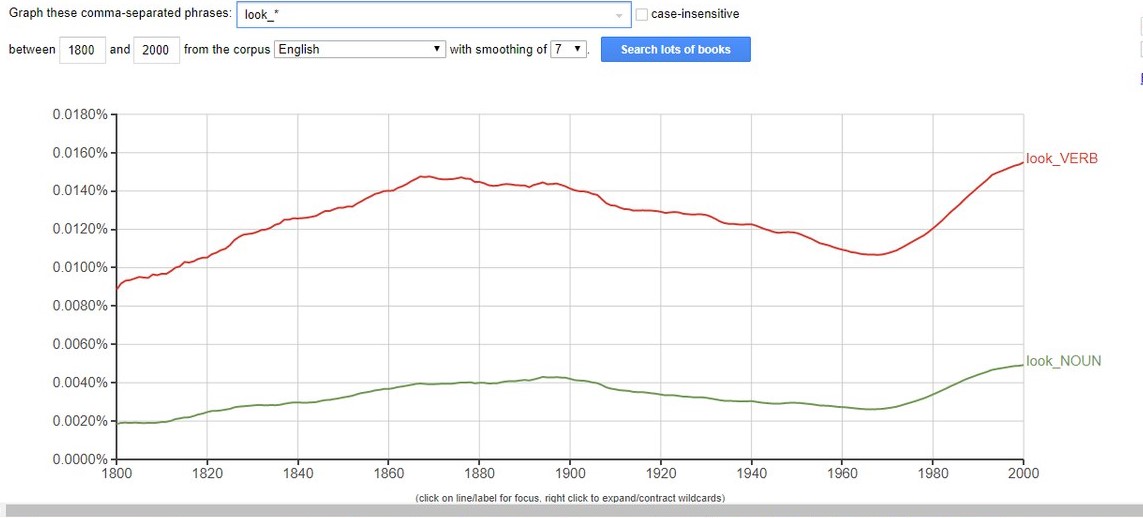 Graph these comma-separated phrases: look_* case-insensitive
between 1800 and 2000 from the corpus English with smoothing of 7 . Search lots of books
0.0180%
0.0160%
look_VERB
0.0140%
0.0120%
0.0100%
0.0080%
0.0060%
look_NOUN
0.0040%
0.0020%
0.0000%
1800 1820 1840 1860 1880 1900 1920 1940 1960 1980 2000
(click on line/label for focus, right click to expand/contract wildcards)